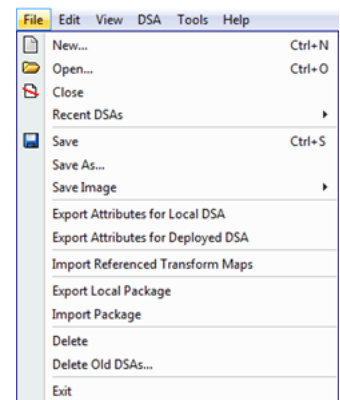 File Edit View DSA Tools Help
New... Ctrl+N
Open... Ctrl+O
Close
Recent DSAs
Save Ctrl+S
Save As...
Save Image
Export Attributes for Local DSA
Export Attributes for Deployed DSA
Import Referenced Transform Maps
Export Local Package
Import Package
Delete
Delete Old DSAs...
Exit